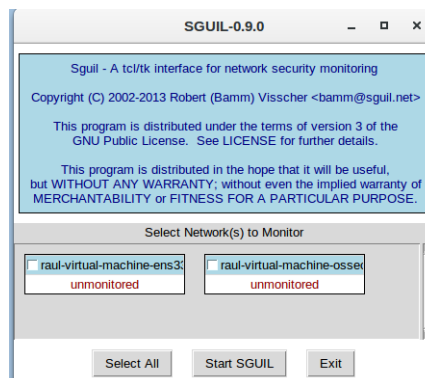 SGUIL-0.9.0
Sguil - A tcl/tk interface for network security monitoring
Copyright (C) 2002-2013 Robert (Bamm) Visscher <bamm@sguil.net>
This program is distributed under the terms of version 3 of the
GNU Public License. See LICENSE for further details.
This program is distributed in the hope that it will be useful,
but WITHOUT ANY WARRANTY; without even the implied warranty of
MERCHANTABILITY or FITNESS FOR A PARTICULAR PURPOSE.
Select Network(s) to Monitor
raul-virtual-machine-ens33 raul-virtual-machine-ossec
unmonitored unmonitored
Select All Start SGUIL Exit